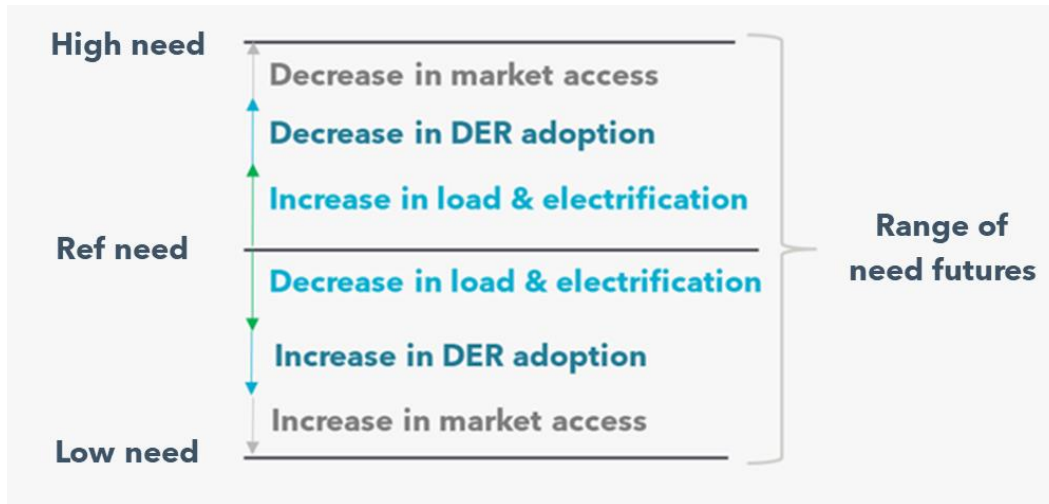 High need
Decrease in market access
Decrease in DER adoption
Increase in load & electrification
Ref need
Decrease in load & electrification
Increase in DER adoption
Increase in market access
Low need
Range of
need futures